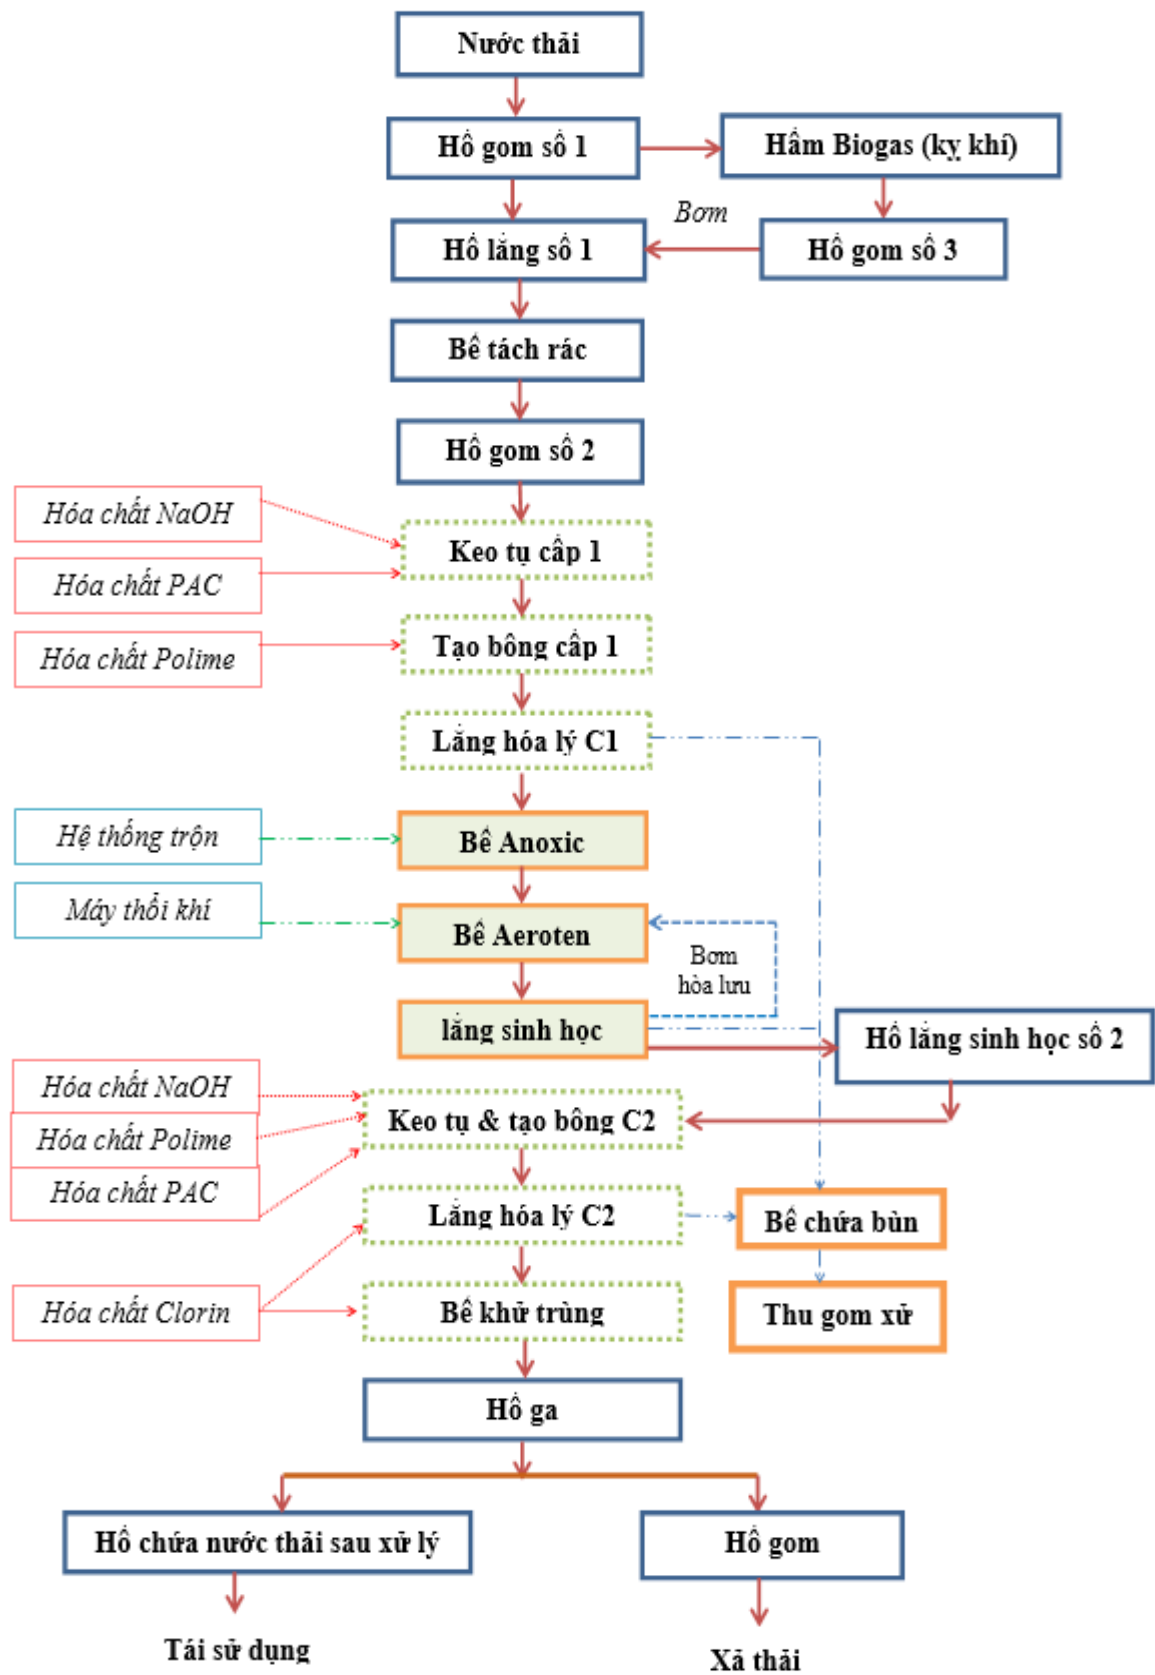 Nước thải
Hố gom số 1
Hầm Biogas (kỵ khí)
Bơm
Hố lắng số 1
Hố gom số 3
Bể tách rác
Hố gom số 2
Hóa chất NaOH
Keo tụ cấp 1
Hóa chất PAC
Tạo bông cấp 1
Hóa chất Polime
Lắng hóa lý C1
Hệ thống trộn
Bể Anoxic
Máy thổi khí
Bể Aeroten
Bơm
hòa lưu
lắng sinh học
Hồ lắng sinh học số 2
Hóa chất NaOH
Keo tụ & tạo bông C2
Hóa chất Polime
Hóa chất PAC
Lắng hóa lý C2
Bể chứa bùn
Hóa chất Clorin
Bể khử trùng
Thu gom xử
Hố ga
Hồ chứa nước thải sau xử lý
Hố gom
Tái sử dụng
Xả thải